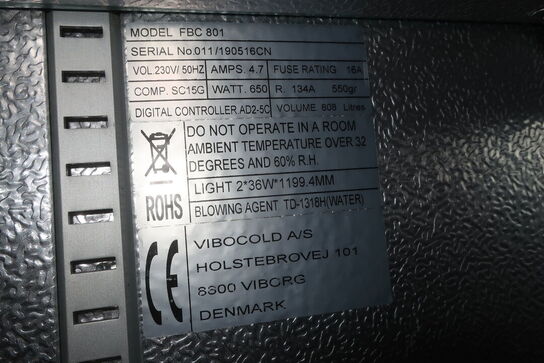 MODEL FBC 801
SERIAL No.011/190516CN
VOL.230V/ 50HZ AMPS. 4.7 FUSE RATING 16A
COMP. SC15G WATT. 650 R. 134A 550gr
DIGITAL CONTROLLER.AD2-5C VOLUME. 808 Litres
DO NOT OPERATE IN A ROOM
AMBIENT TEMPERATURE OVER 32
DEGREES AND 60% R.H.
LIGHT 2*36W*1199.4MM
ROHS BLOWING AGENT TD-1318H(WATER)
CE
VIBOCOLD A/S
HOLSTEBROVEJ 101
8800 VIBORG
DENMARK